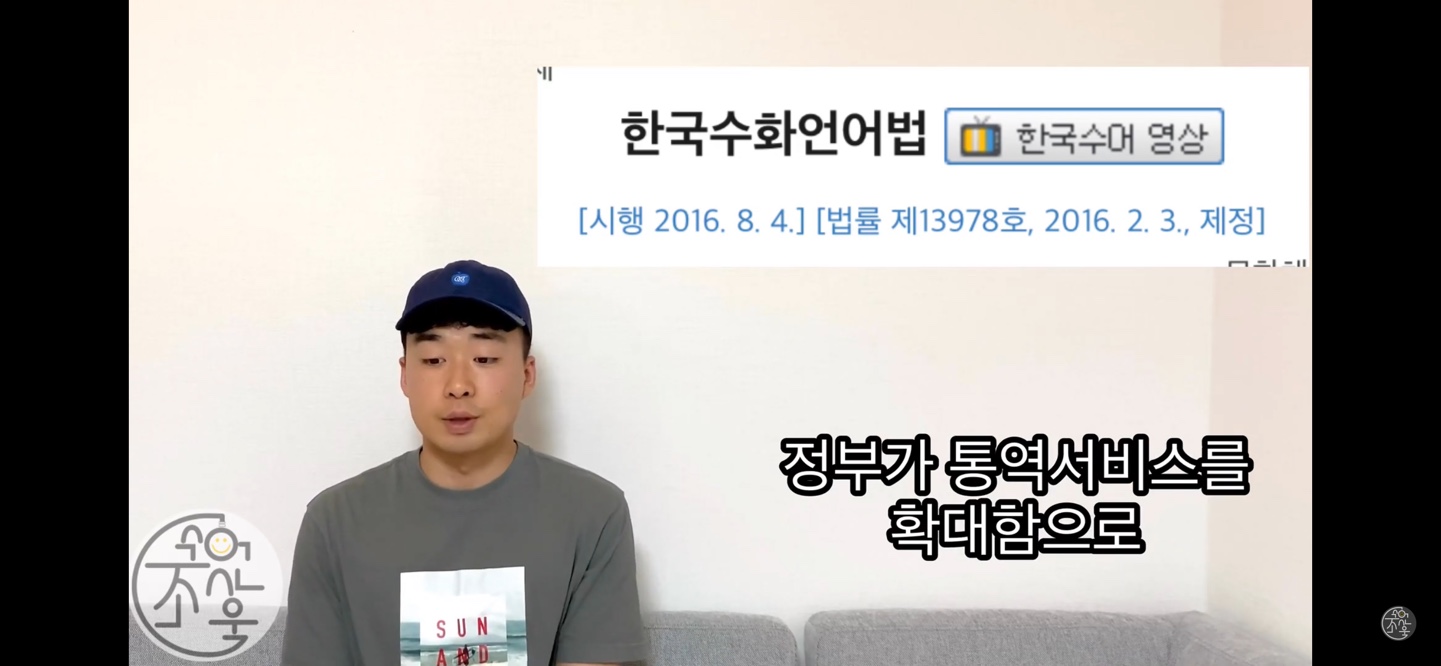 한국수화언어법 한국수어 영상
[시행 2016. 8. 4.] [법률 제13978호, 2016. 2. 3., 제정]
정부가 통역서비스를
확대함으로
SUN
AND